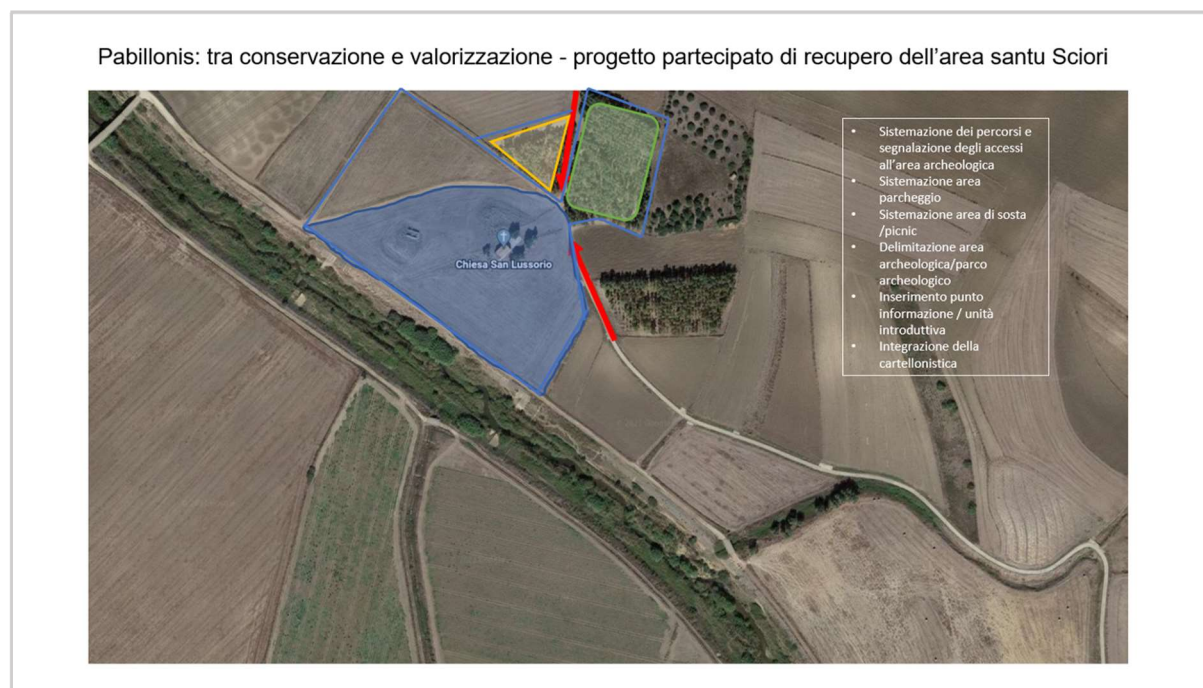 Pabillonis: tra conservazione e valorizzazione - progetto partecipato di recupero dell'area santu Sciori
Chiesa San Lussorio
• Sistemazione dei percorsi e
segnalazione degli accessi
all'area archeologica
• Sistemazione area
parcheggio
• Sistemazione area di sosta
/picnic
• Delimitazione area
archeologica/parco
archeologico
• Inserimento punto
informazione / unità
introduttiva
• Integrazione della
cartellonistica